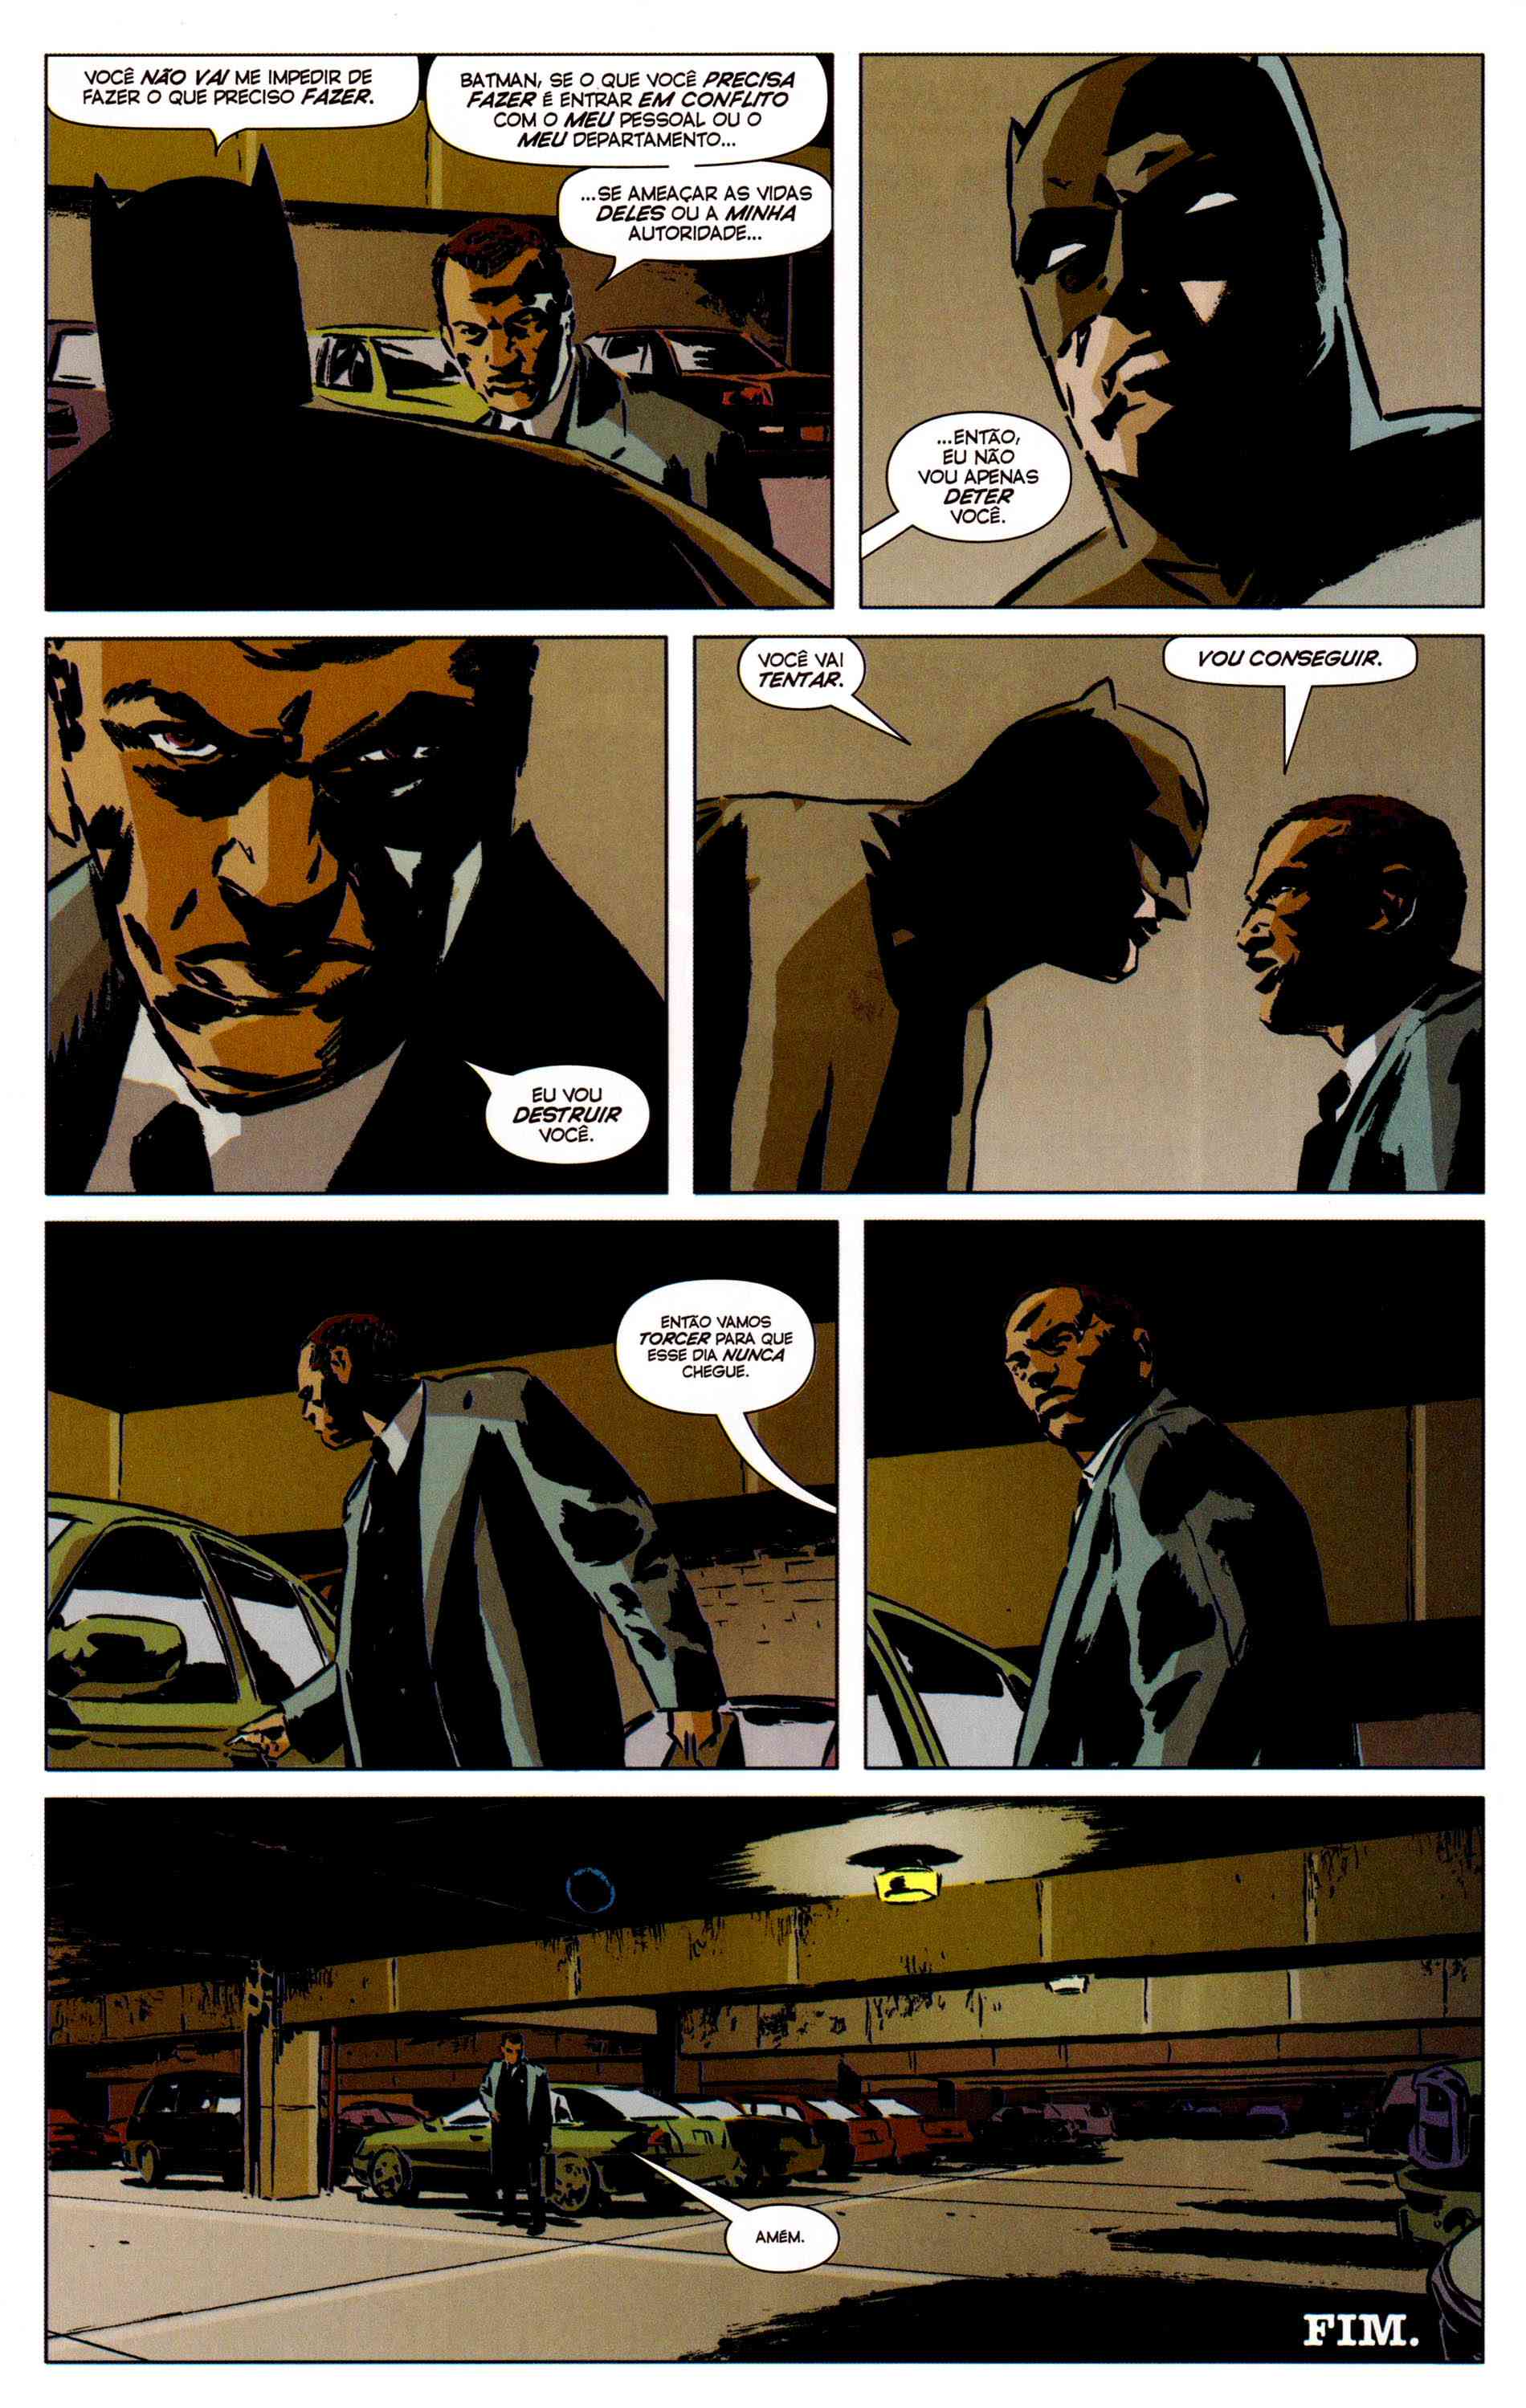 VOCÊ NÃO VAI ME IMPEDIR DE
FAZER O QUE PRECISO FAZER.
BATMAN, SE O QUE VOCÊ PRECISA
FAZER É ENTRAR EM CONFLITO
COM O MEU PESSOAL OU O
MEU DEPARTAMENTO...
...SE AMEAÇAR AS VIDAS
DELES OU A MINHA
AUTORIDADE...
...ENTÃO,
EU NÃO
VOU APENAS
DETER
VOCÊ.
EU VOU
DESTRUIR
VOCÊ.
VOCÊ VAI
TENTAR.
VOU CONSEGUIR.
ENTÃO VAMOS
TORCER PARA QUE
ESSE DIA NUNCA
CHEGUE.
AMÉM.
FIM.